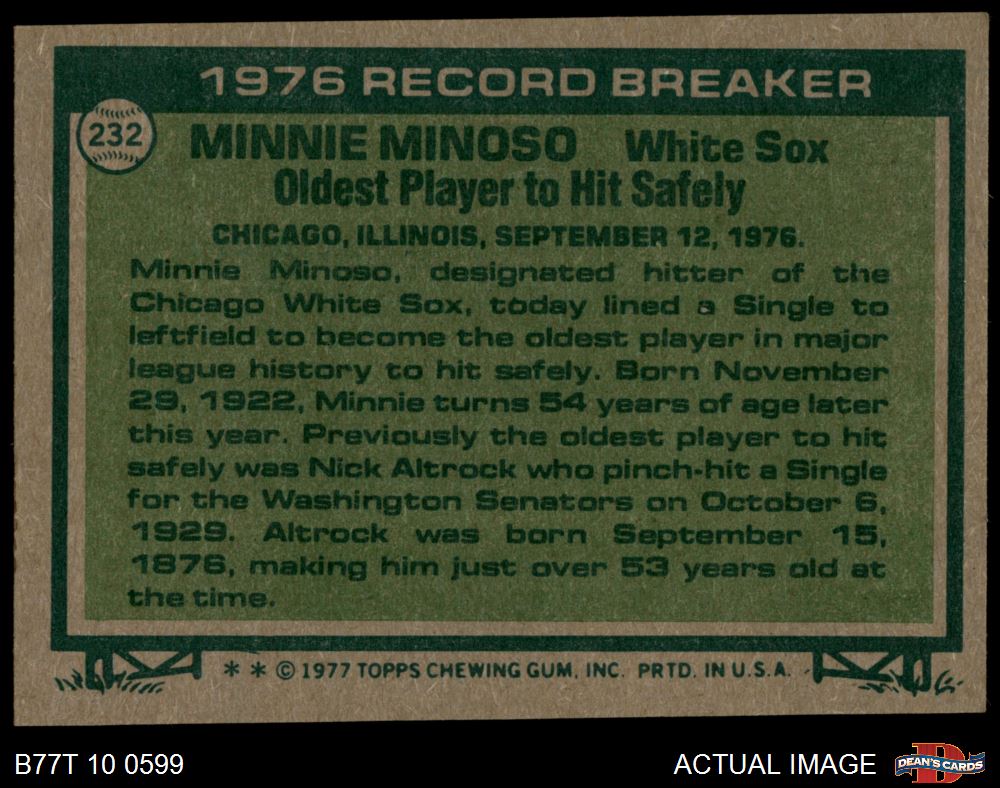 1976 RECORD BREAKER
232
MINNIE MINOSO White Sox
Oldest Player to Hit Safely
CHICAGO, ILLINOIS, SEPTEMBER 12, 1976.
Minnie Minoso, designated hitter of the
Chicago White Sox, today lined a Single to
leftfield to become the oldest player in major
league history to hit safely. Born November
29, 1922, Minnie turns 54 years of age later
this year. Previously the oldest player to hit
safely was Nick Altrock who pinch-hit a Single
for the Washington Senators on October 6,
1929. Altrock was born September 15,
1876, making him just over 53 years old at
the time.
* * © 1977 TOPPS CHEWING GUM, INC. PRTD. IN U.S.A.
B77T 10 0599
ACTUAL IMAGE
D
DEAN'S CARDS